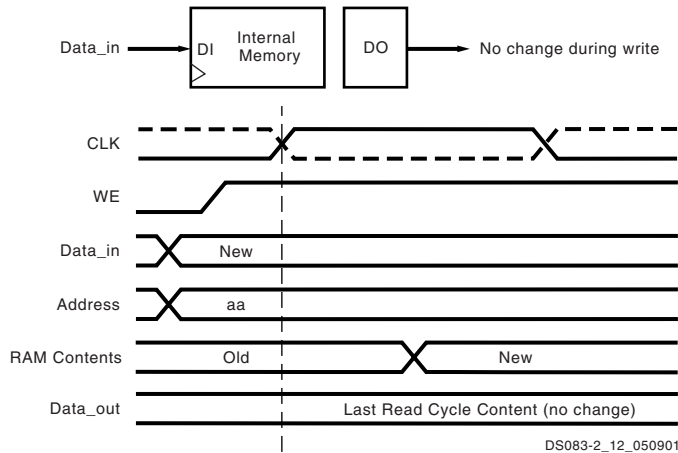 Data_in DI Internal Memory DO No change during write
CLK
WE
Data_in New
Address aa
RAM Contents Old New
Data_out Last Read Cycle Content (no change)
DS083-2_12_050901